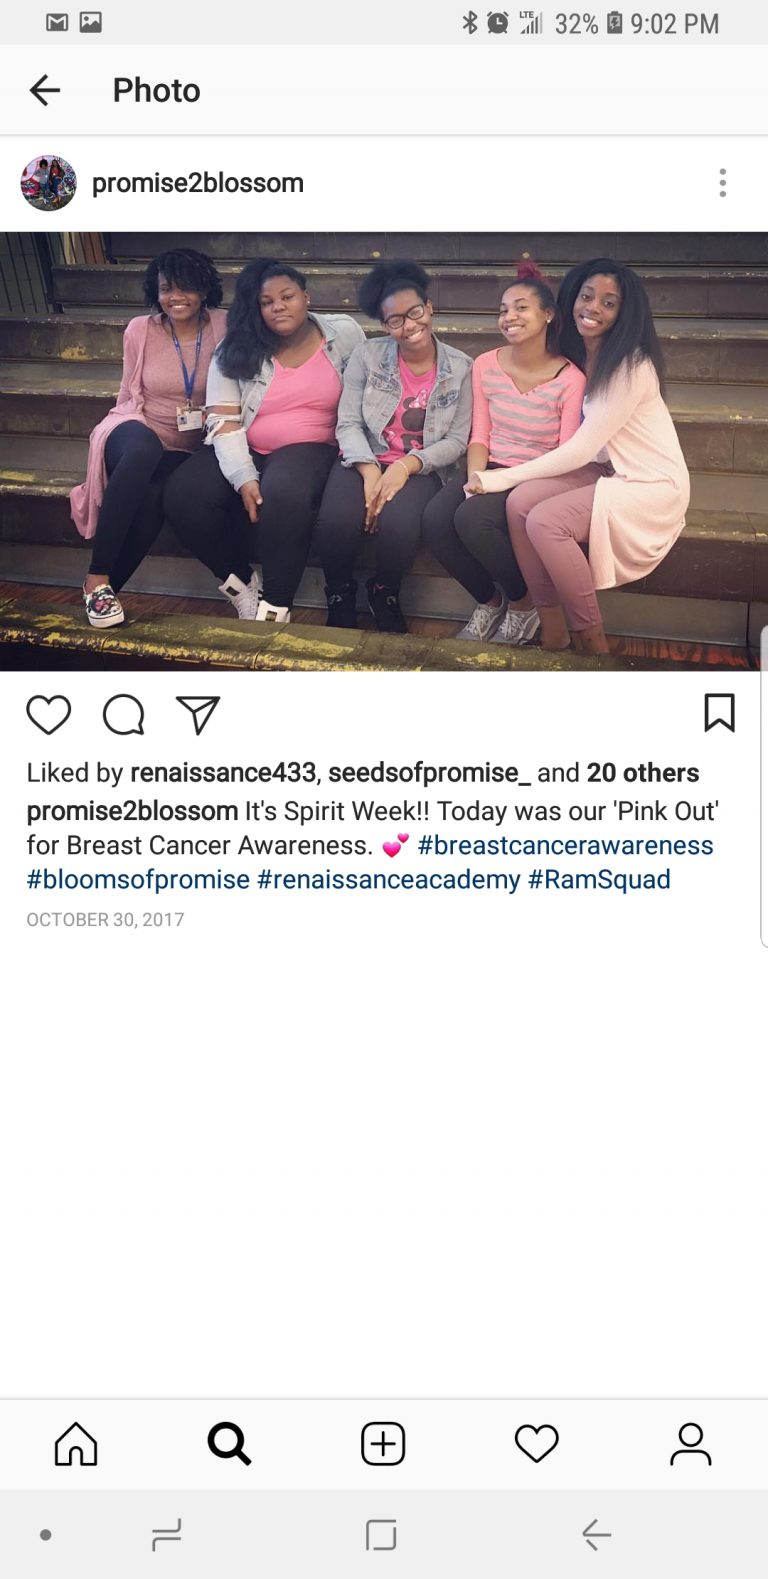 LTE 32% 9:02 PM
Photo
promise2blossom
Liked by renaissance433, seedsofpromise_ and 20 others
promise2blossom It's Spirit Week!! Today was our 'Pink Out'
for Breast Cancer Awareness. 💕 #breastcancerawareness
#bloomsofpromise #renaissanceacademy #RamSquad
OCTOBER 30, 2017